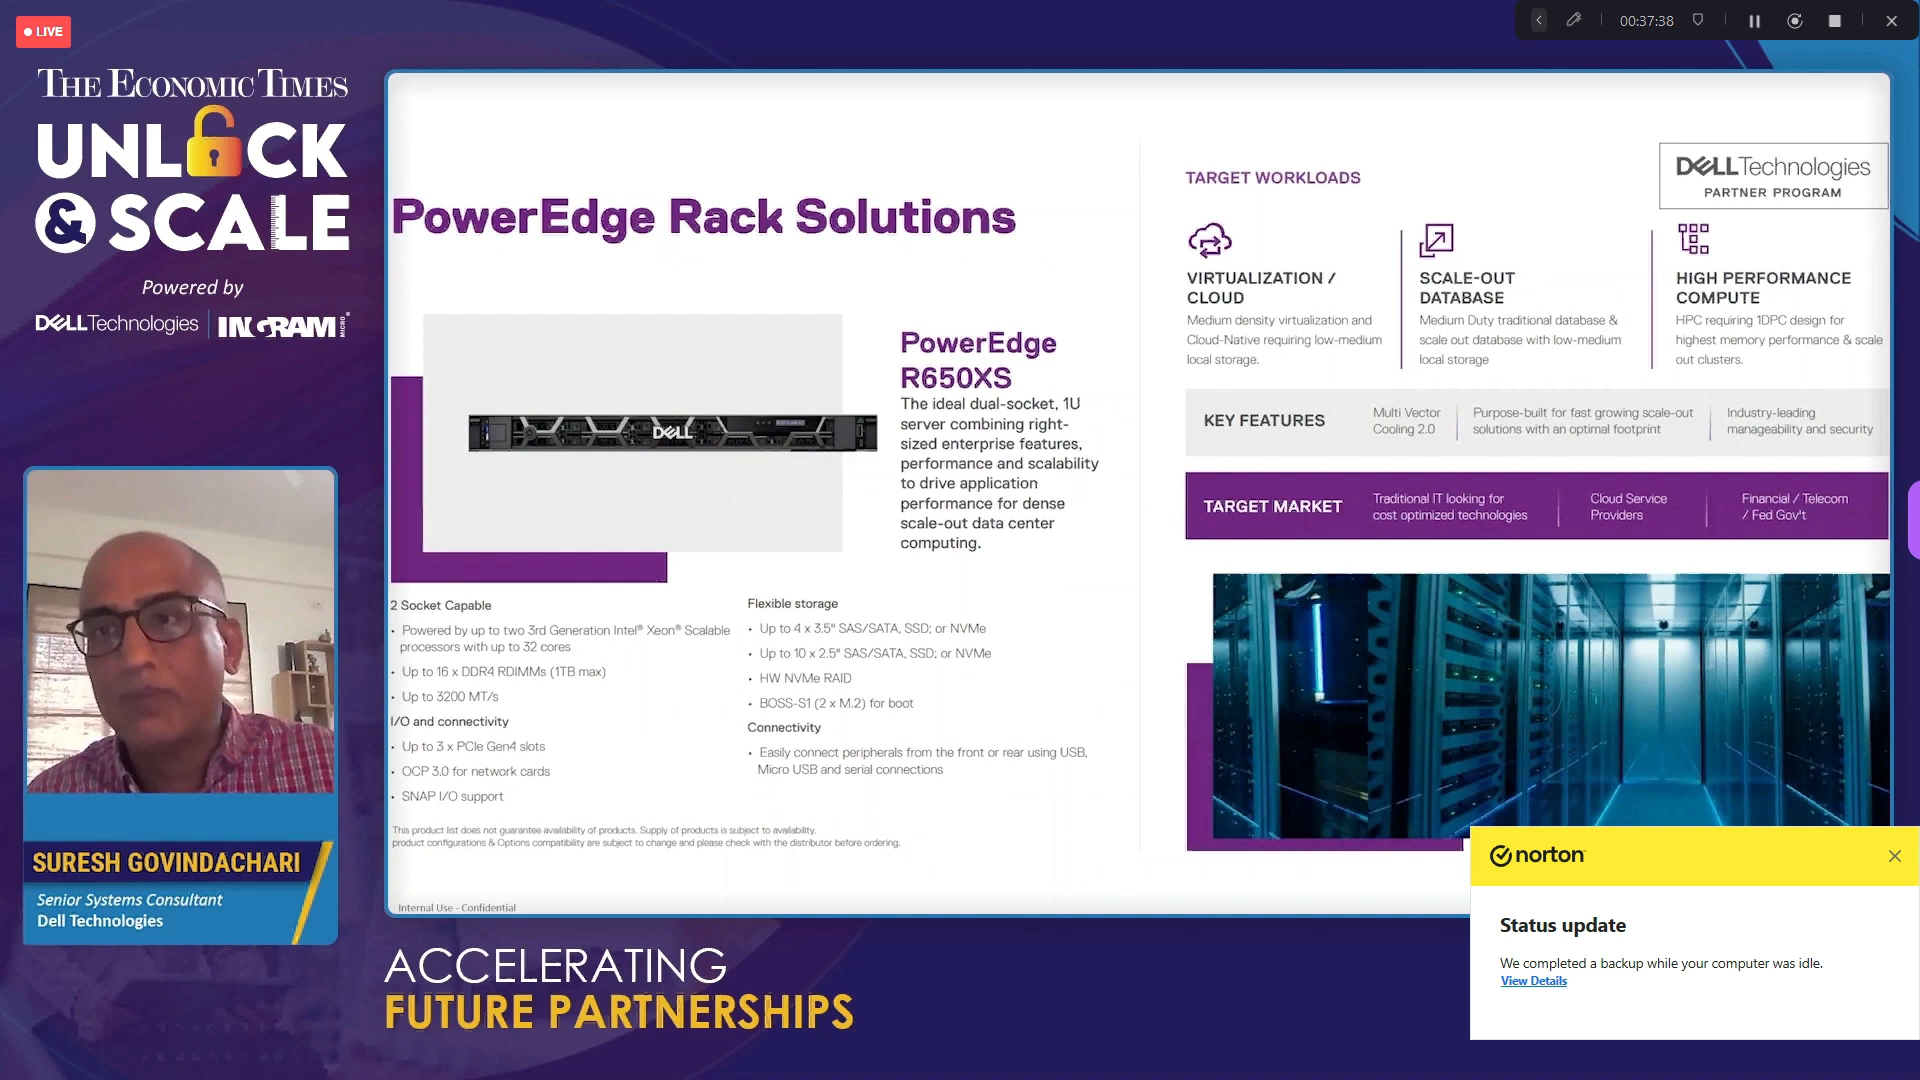 LIVE
00:37:38
THE ECONOMIC TIMES
UNLOCK
& SCALE
Powered by
DELL Technologies
INGRAM MICRO
SURESH GOVINDACHARI
Senior Systems Consultant
Dell Technologies
PowerEdge Rack Solutions
DELL
PowerEdge
R650XS
The ideal dual-socket, 1U
server combining right-
sized enterprise features,
performance and scalability
to drive application
performance for dense
scale-out data center
computing.
2 Socket Capable
• Powered by up to two 3rd Generation Intel® Xeon® Scalable
processors with up to 32 cores
• Up to 16 x DDR4 RDIMMs (1TB max)
• Up to 3200 MT/s
I/O and connectivity
• Up to 3 x PCIe Gen4 slots
• OCP 3.0 for network cards
• SNAP I/O support
Flexible storage
• Up to 4 x 3.5" SAS/SATA, SSD; or NVMe
• Up to 10 x 2.5" SAS/SATA, SSD; or NVMe
• HW NVMe RAID
• BOSS-S1 (2 x M.2) for boot
Connectivity
• Easily connect peripherals from the front or rear using USB,
Micro USB and serial connections
This product list does not guarantee availability of products. Supply of products is subject to availability.
product configurations & Options compatibility are subject to change and please check with the distributor before ordering.
Internal Use - Confidential
TARGET WORKLOADS
DELL Technologies
PARTNER PROGRAM
VIRTUALIZATION /
CLOUD
Medium density virtualization and
Cloud-Native requiring low-medium
local storage.
SCALE-OUT
DATABASE
Medium Duty traditional database &
scale out database with low-medium
local storage
HIGH PERFORMANCE
COMPUTE
HPC requiring 1DPC design for
highest memory performance & scale
out clusters.
KEY FEATURES
Multi Vector
Cooling 2.0
Purpose-built for fast growing scale-out
solutions with an optimal footprint
Industry-leading
manageability and security
TARGET MARKET
Traditional IT looking for
cost optimized technologies
Cloud Service
Providers
Financial / Telecom
/ Fed Gov't
norton
Status update
We completed a backup while your computer was idle.
View Details
ACCELERATING
FUTURE PARTNERSHIPS